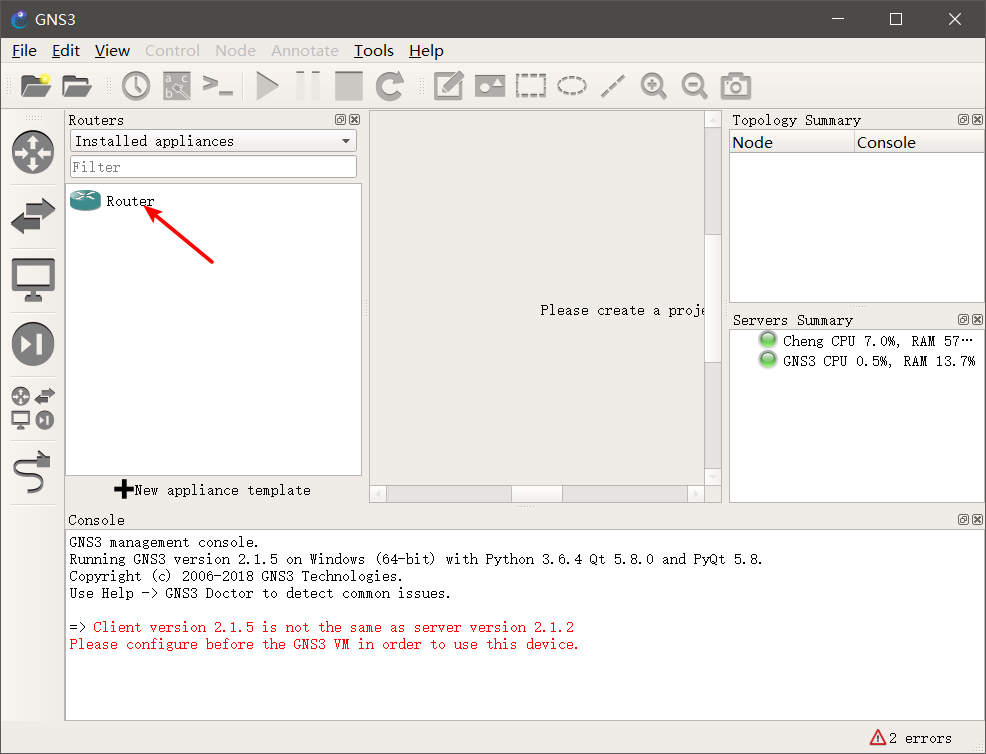 GNS3
File Edit View Control Node Annotate Tools Help
Routers
Installed appliances
Filter
Router
New appliance template
Please create a proje
Topology Summary
Node Console
Servers Summary
Cheng CPU 7.0%, RAM 57…
GNS3 CPU 0.5%, RAM 13.7%
Console
GNS3 management console.
Running GNS3 version 2.1.5 on Windows (64-bit) with Python 3.6.4 Qt 5.8.0 and PyQt 5.8.
Copyright (c) 2006-2018 GNS3 Technologies.
Use Help -> GNS3 Doctor to detect common issues.
=> Client version 2.1.5 is not the same as server version 2.1.2
Please configure before the GNS3 VM in order to use this device.
2 errors